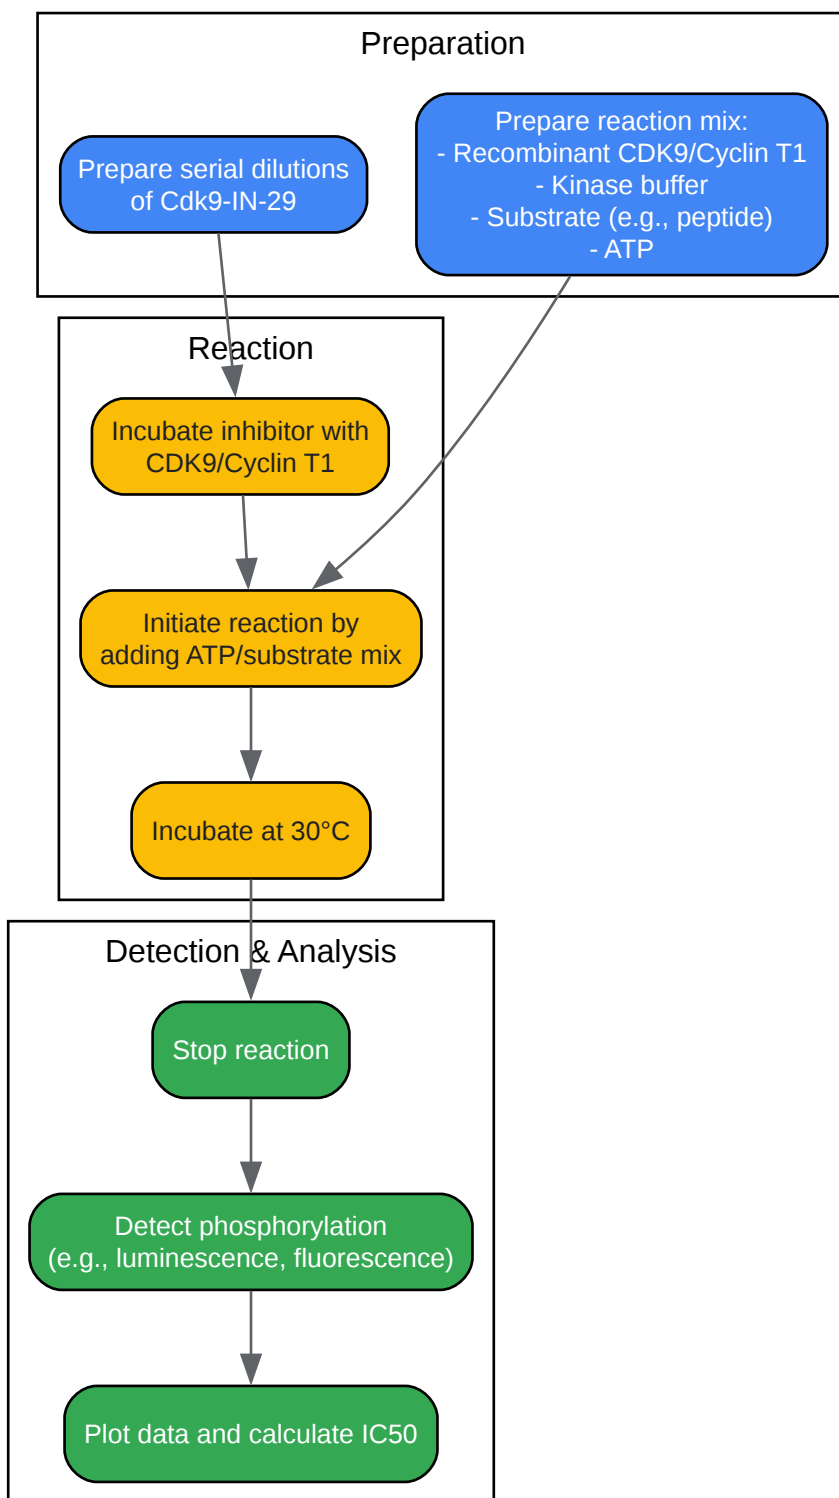 Preparation
Prepare serial dilutions
of Cdk9-IN-29
Prepare reaction mix:
- Recombinant CDK9/Cyclin T1
- Kinase buffer
- Substrate (e.g., peptide)
- ATP
Reaction
Incubate inhibitor with
CDK9/Cyclin T1
Initiate reaction by
adding ATP/substrate mix
Incubate at 30°C
Detection & Analysis
Stop reaction
Detect phosphorylation
(e.g., luminescence, fluorescence)
Plot data and calculate IC50